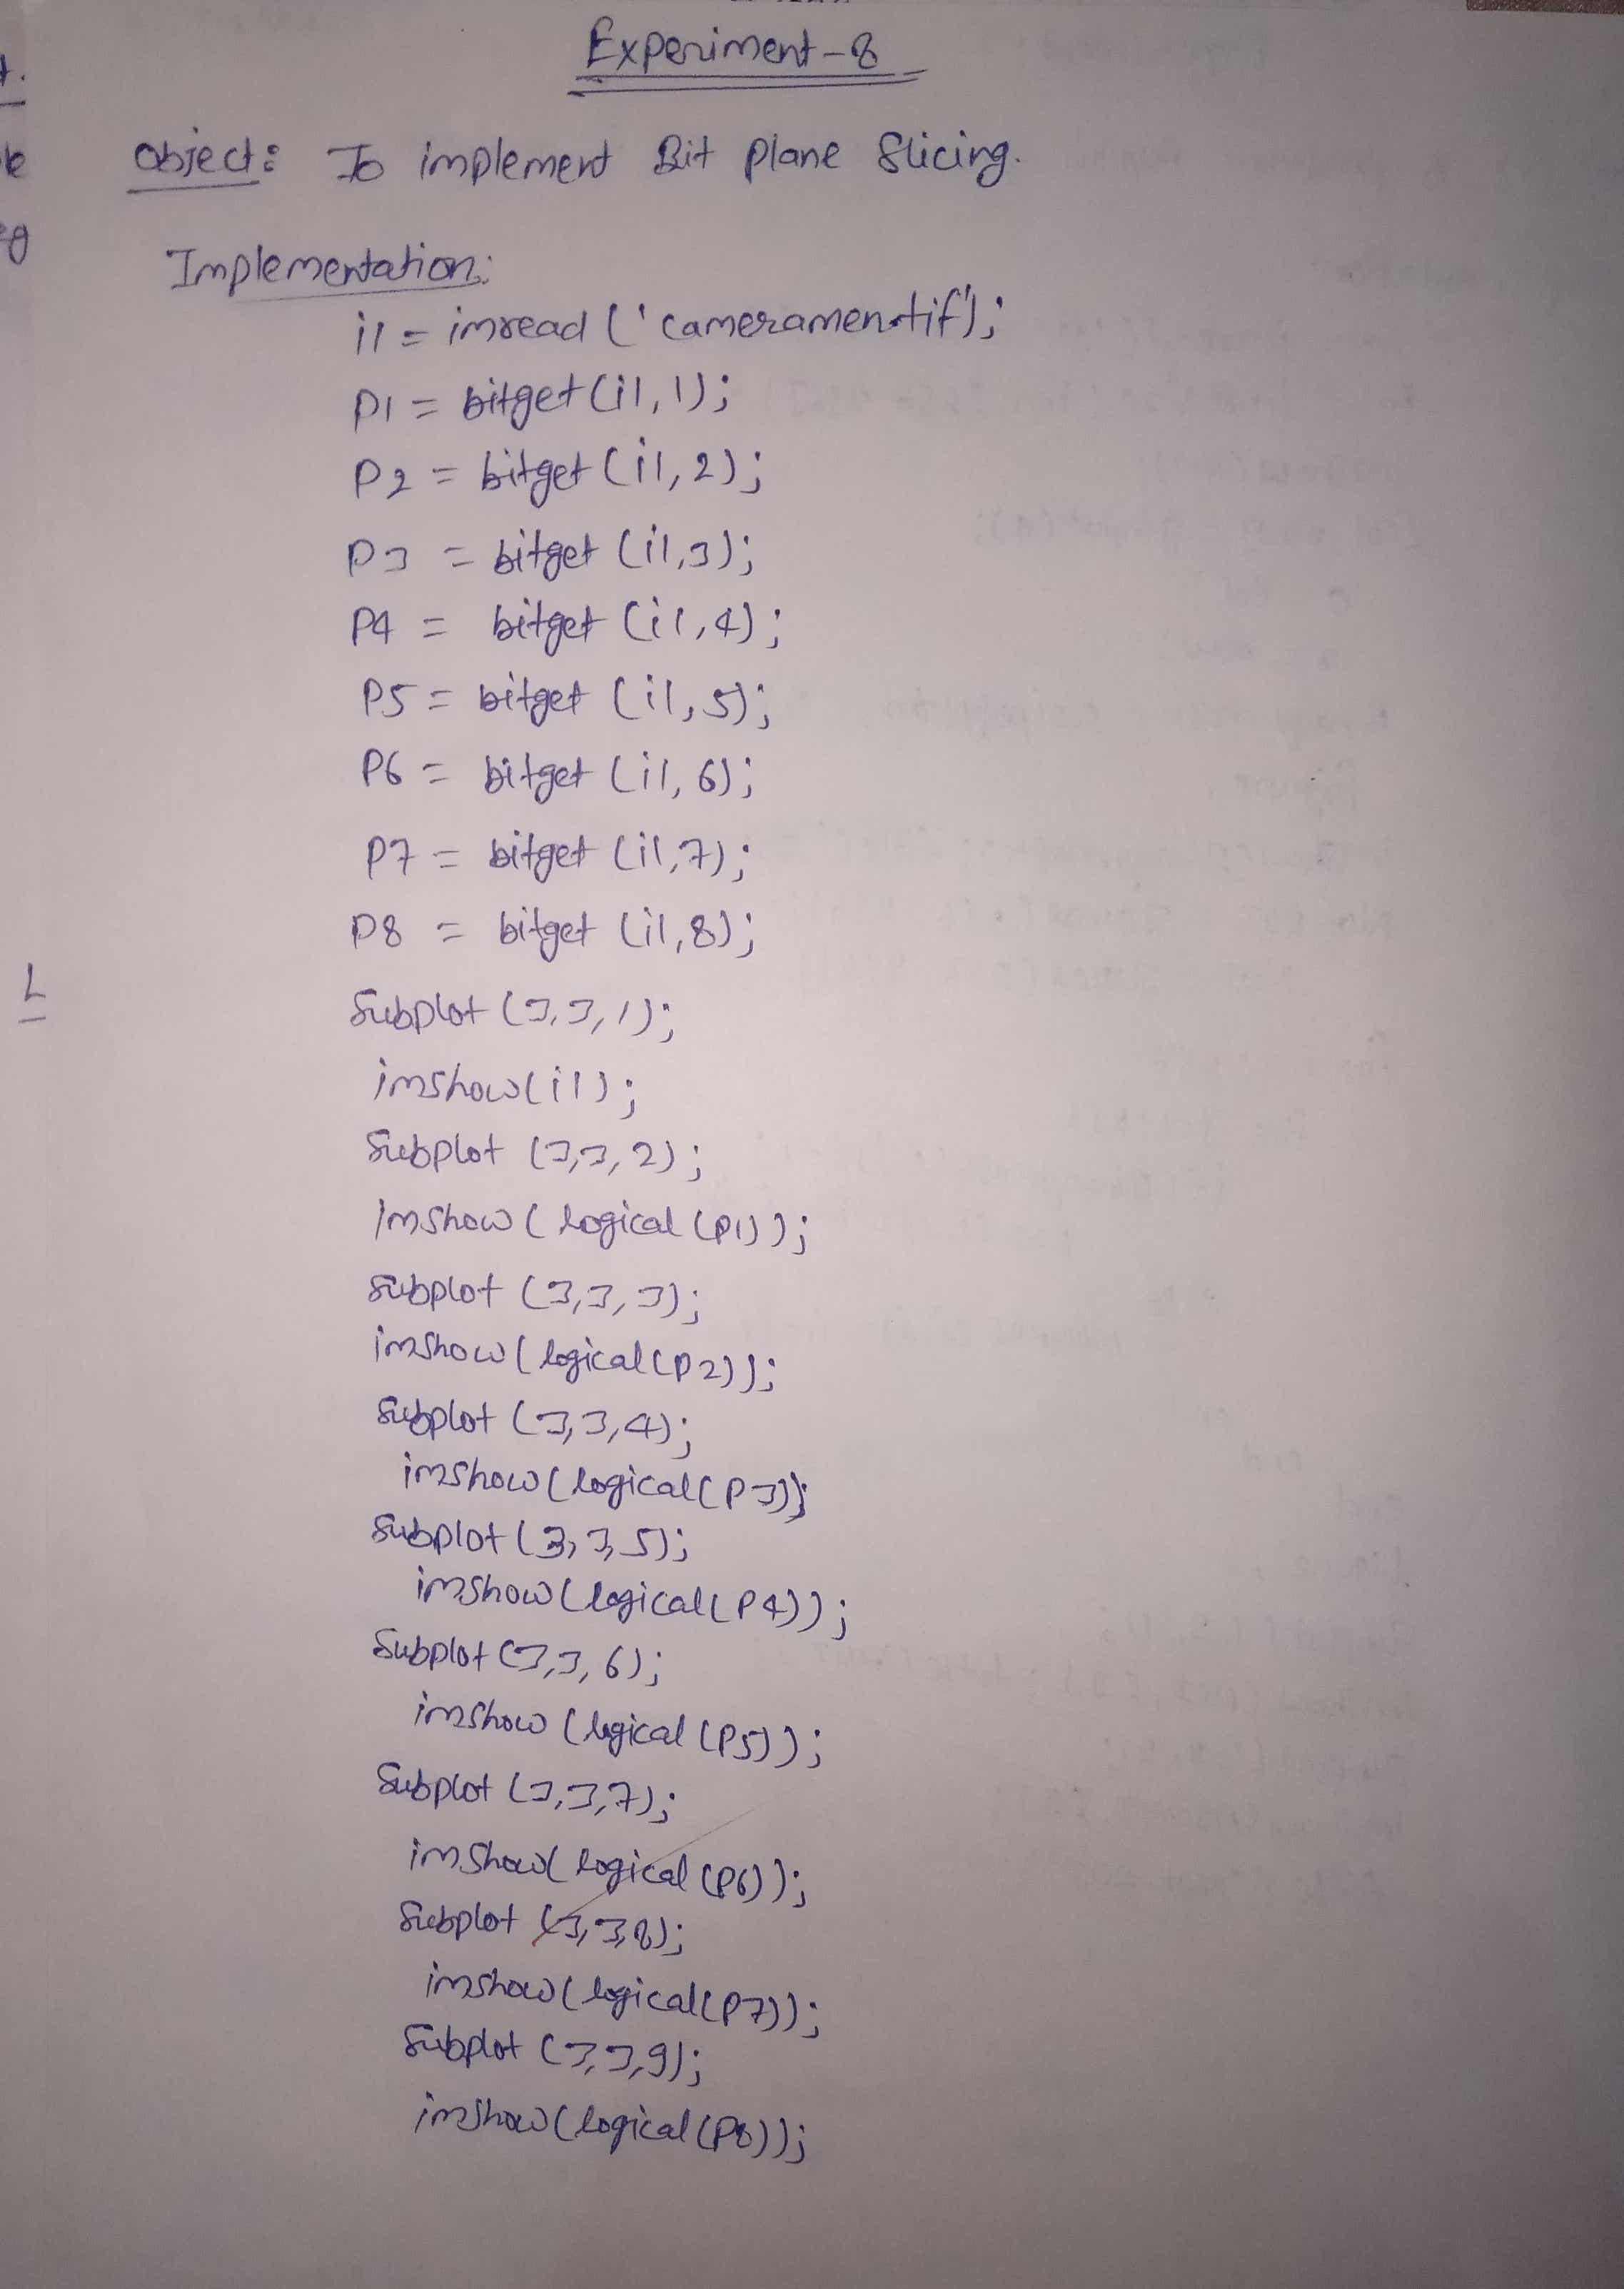 Experiment-8
Object: To implement Bit plane Slicing.
Implementation:
i1 = imread ('cameramen.tif');
p1 = bitget (i1, 1);
p2 = bitget (i1, 2);
p3 = bitget (i1,3);
p4 = bitget (i1,4);
p5 = bitget (i1,5);
p6 = bitget (i1, 6);
p7 = bitget (i1,7);
p8 = bitget (i1,8);
Subplot (3,3,1);
imshow(i1);
Subplot (3,3,2);
imshow (logical (p1));
Subplot (3,3,3);
imshow (logical (p2));
Subplot (3,3,4);
imshow (logical (p3));
Subplot (3,3,5);
imshow (logical (p4));
Subplot (3,3,6);
imshow (logical (p5));
Subplot (3,3,7);
imshow( logical (p6));
Subplot (3,3,8);
imshow( logical(p7));
Subplot (3,3,9);
imshow(logical (p8));